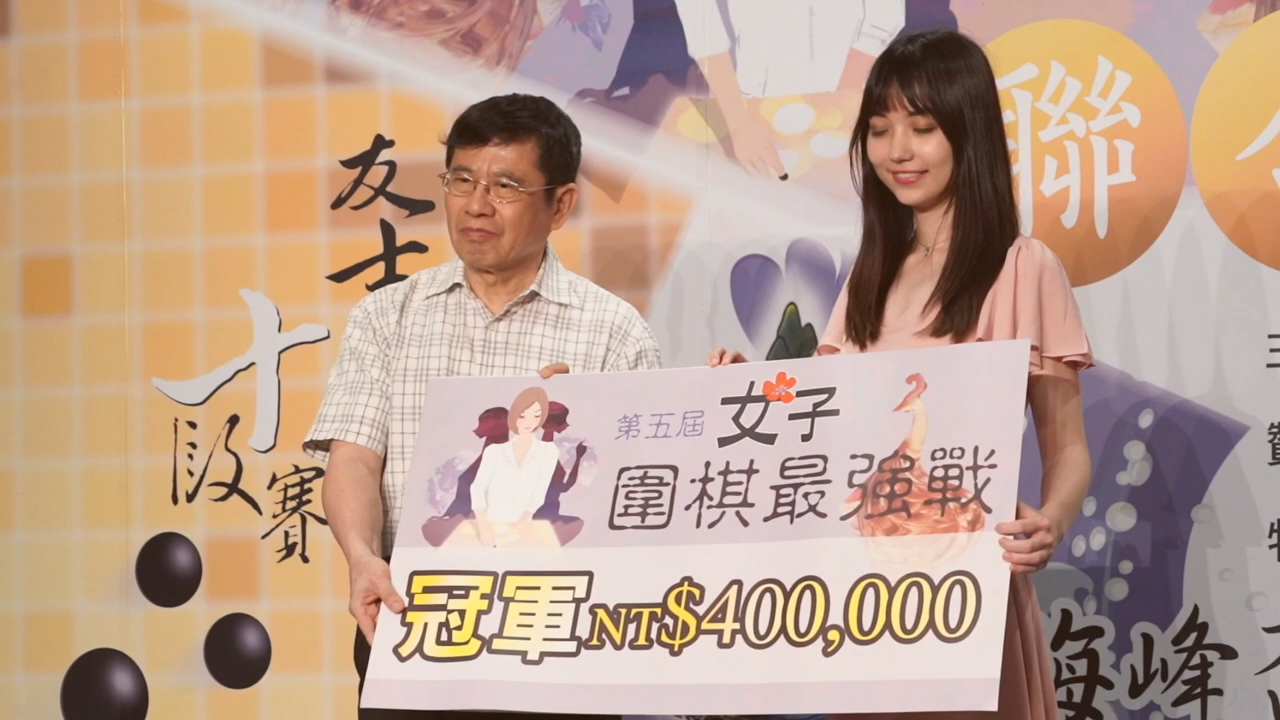 友士
十段賽
聯
第五屆 女子
圍棋最強戰
冠軍NT$400,000
海峰